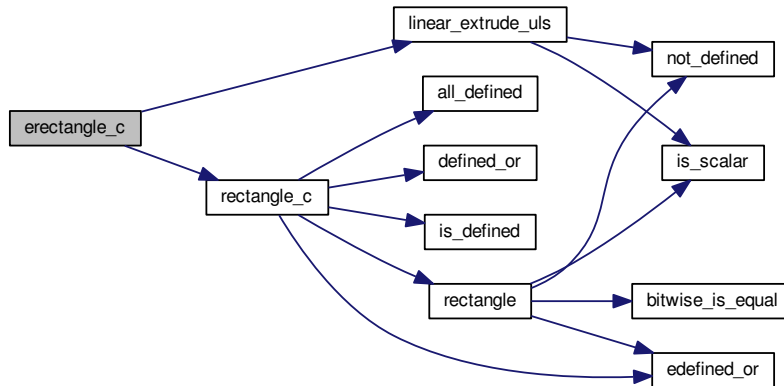 linear_extrude_uls
not_defined
all_defined
erectangle_c
defined_or
is_scalar
rectangle_c
is_defined
rectangle
bitwise_is_equal
edefined_or